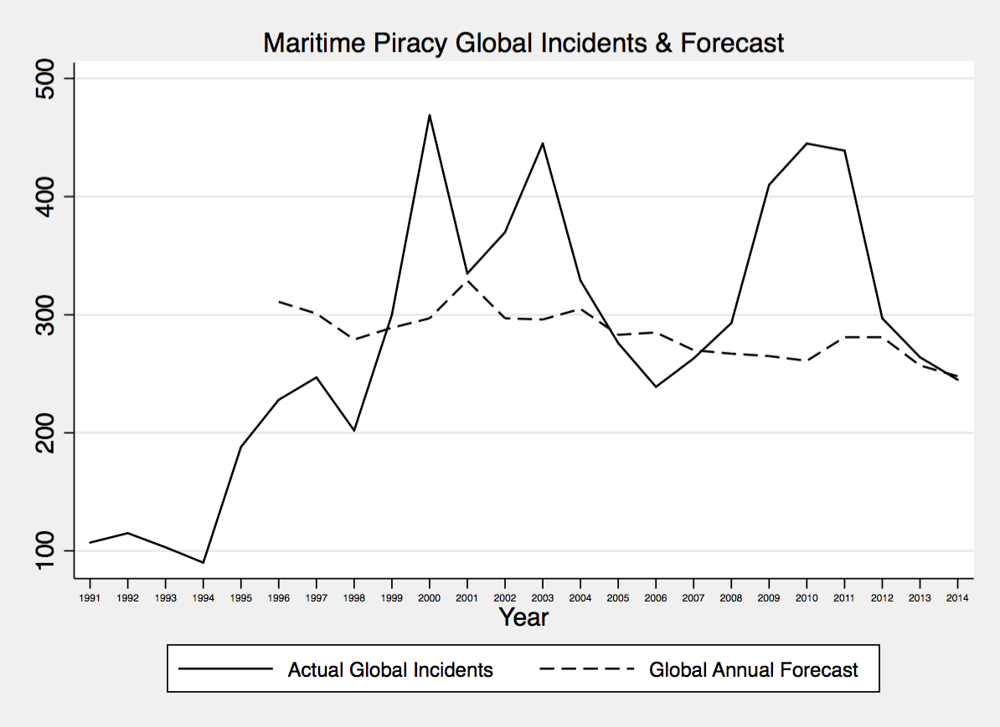 Maritime Piracy Global Incidents & Forecast
500
400
300
200
100
1991 1992 1993 1994 1995 1996 1997 1998 1999 2000 2001 2002 2003 2004 2005 2006 2007 2008 2009 2010 2011 2012 2013 2014
Year
Actual Global Incidents Global Annual Forecast